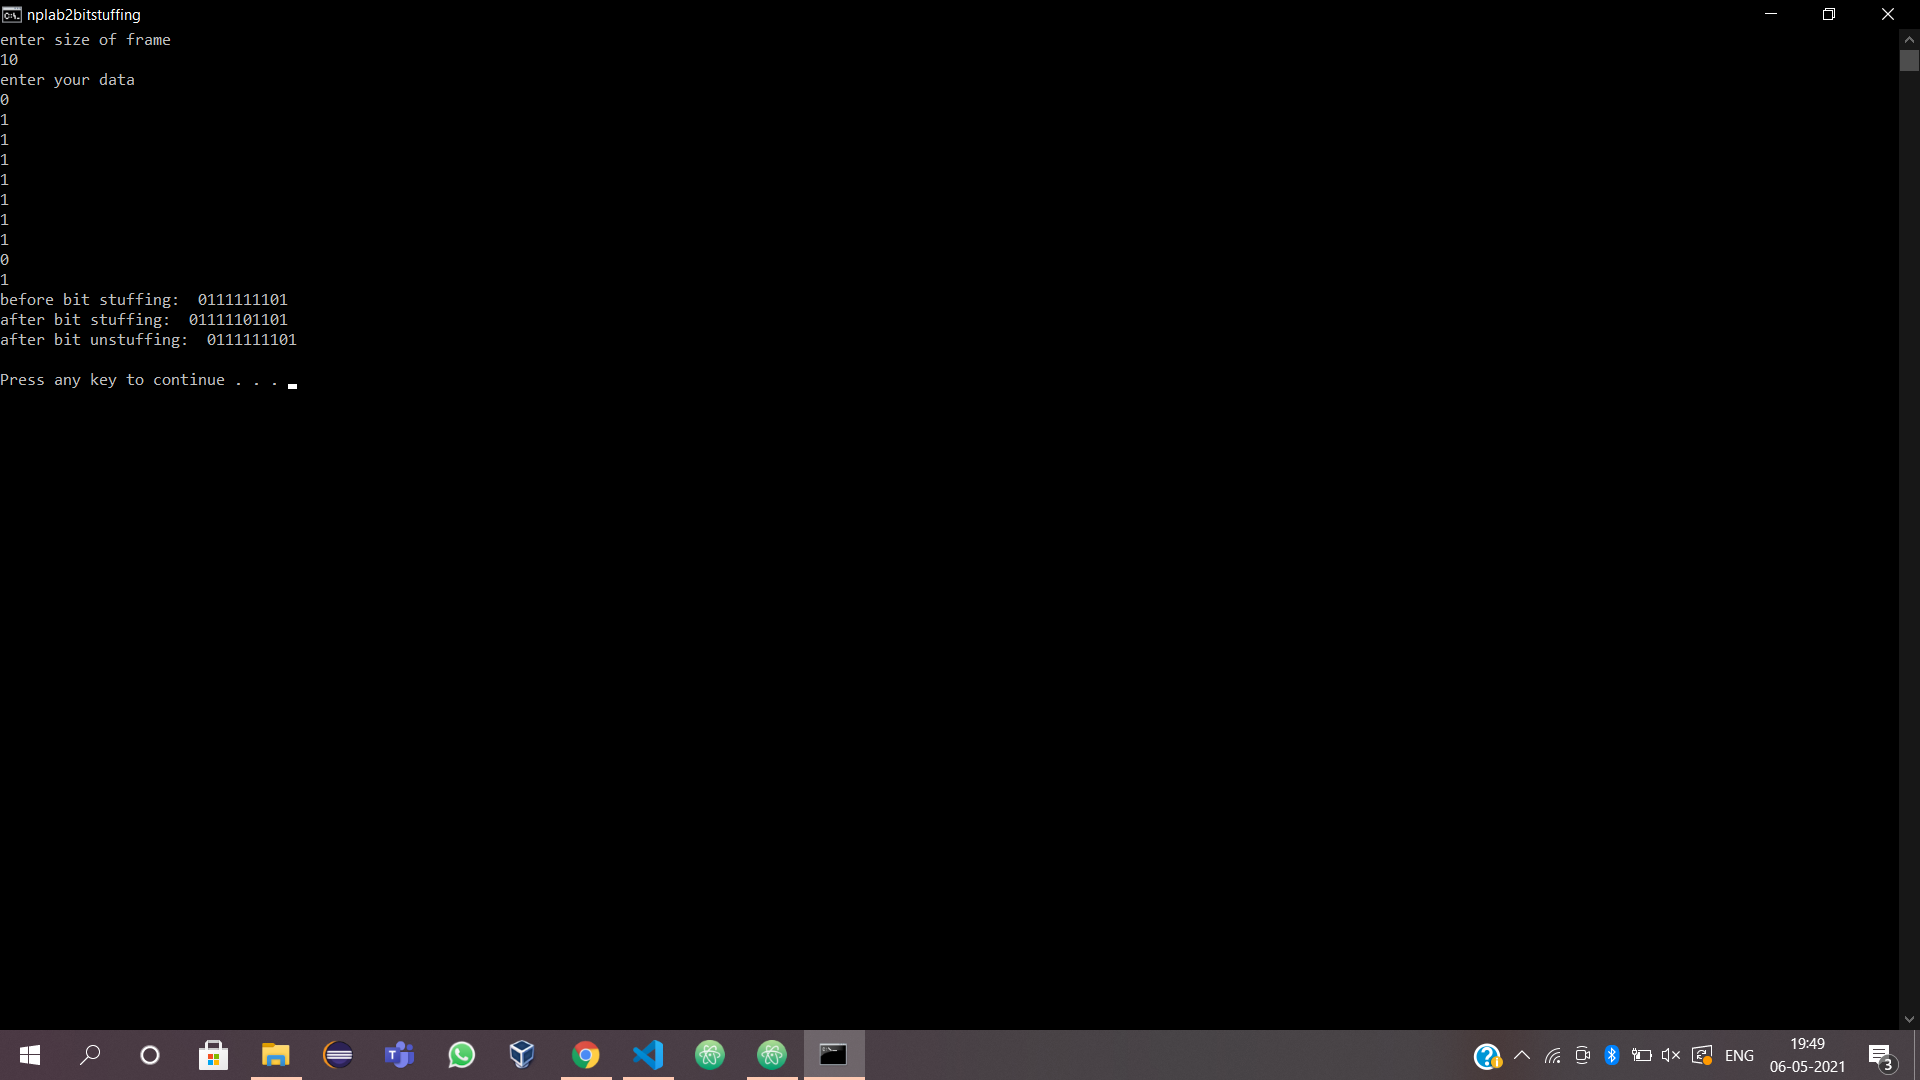 nplab2bitstuffing
enter size of frame
10
enter your data
0
1
1
1
1
1
1
1
0
1
before bit stuffing:  0111111101
after bit stuffing:  01111101101
after bit unstuffing:  0111111101
Press any key to continue . . .
ENG
19:49
06-05-2021
3